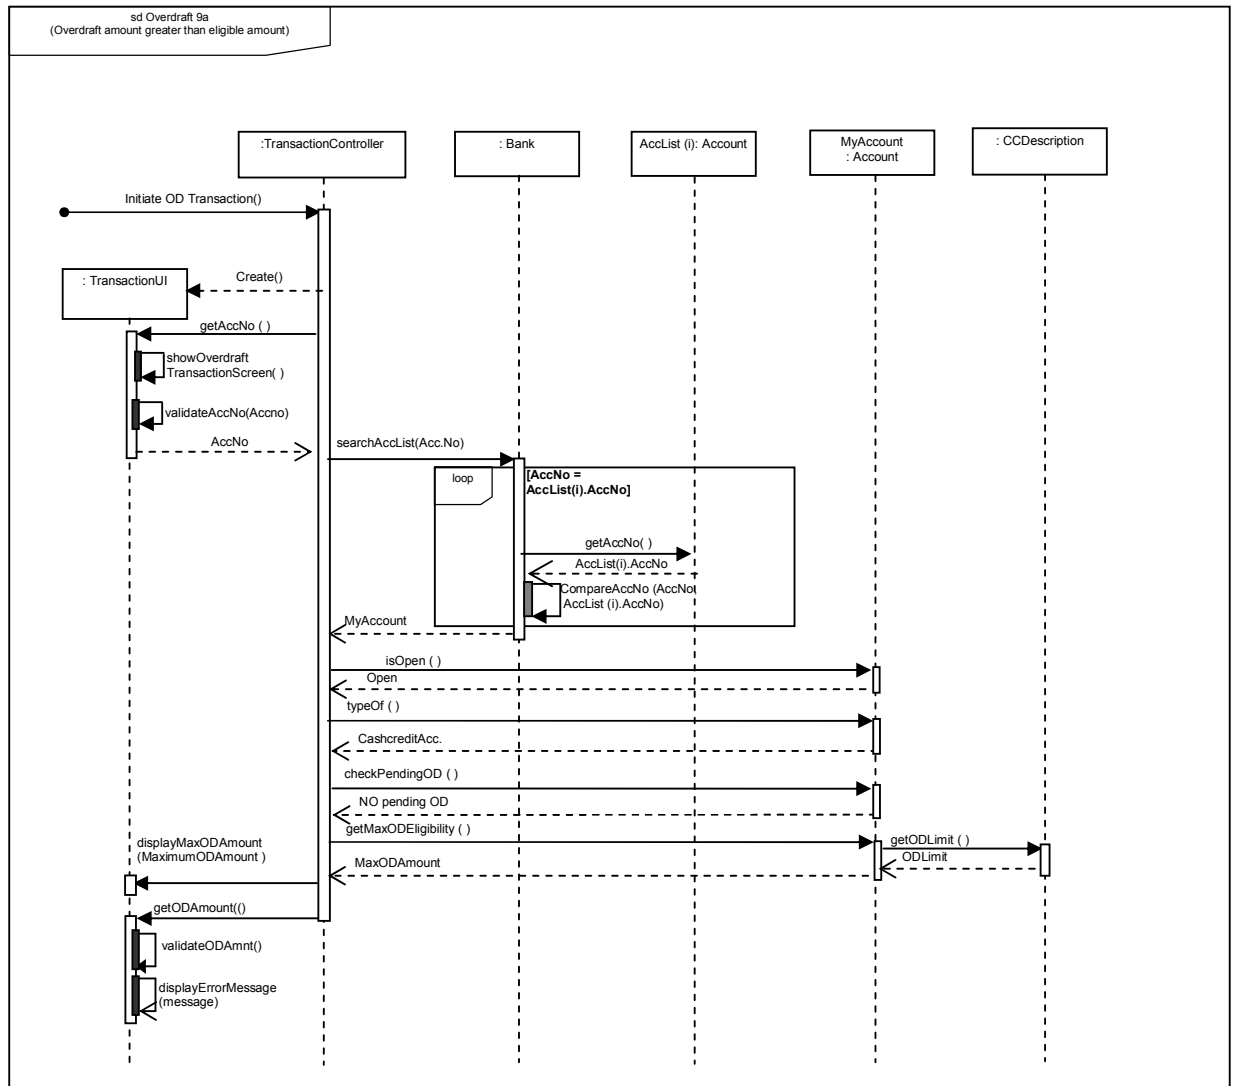 sd Overdraft 9a
(Overdraft amount greater than eligible amount)
:TransactionController
: Bank
AccList (i): Account
MyAccount
: Account
: CCDescription
Initiate OD Transaction()
: TransactionUI
Create()
getAccNo ( )
showOverdraft
TransactionScreen( )
validateAccNo(Accno)
AccNo
searchAccList(Acc.No)
loop
[AccNo =
AccList(i).AccNo]
getAccNo( )
AccList(i).AccNo
CompareAccNo (AccNo
AccList (i).AccNo)
MyAccount
isOpen ( )
Open
typeOf ( )
CashcreditAcc.
checkPendingOD ( )
NO pending OD
getMaxODEligibility ( )
getODLimit ( )
ODLimit
MaxODAmount
displayMaxODAmount
(MaximumODAmount )
getODAmount(()
validateODAmnt()
displayErrorMessage
(message)